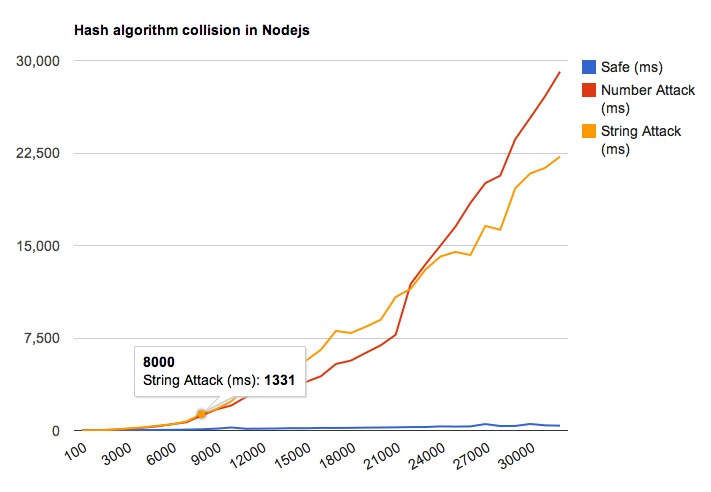 Hash algorithm collision in Nodejs
30,000
22,500
15,000
7,500
0
Safe (ms)
Number Attack
(ms)
String Attack
(ms)
8000
String Attack (ms): 1331
100
3000
6000
9000
12000
15000
18000
21000
24000
27000
30000